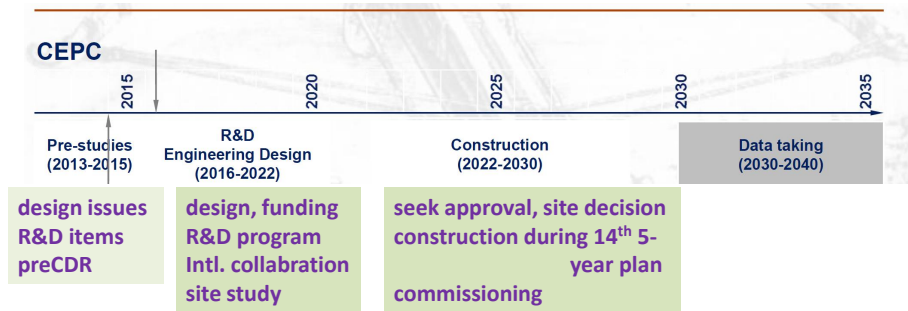 CEPC
2015
2020
2025
2030
2035
Pre-studies
(2013-2015)
R&D
Engineering Design
(2016-2022)
Construction
(2022-2030)
Data taking
(2030-2040)
design issues
R&D items
preCDR
design, funding
R&D program
Intl. collabration
site study
seek approval, site decision
construction during 14th 5-
year plan
commissioning